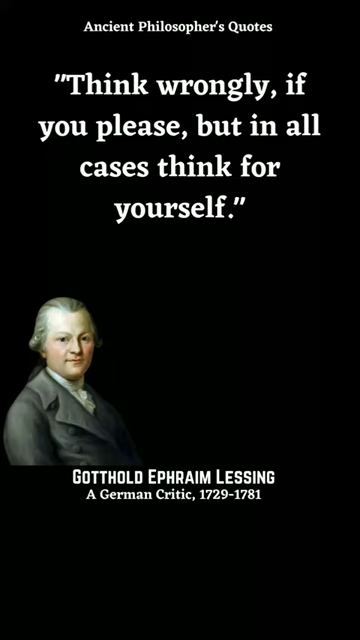 Ancient Philosopher's Quotes
"Think wrongly, if
you please, but in all
cases think for
yourself."
Gotthold Ephraim Lessing
A German Critic, 1729-1781